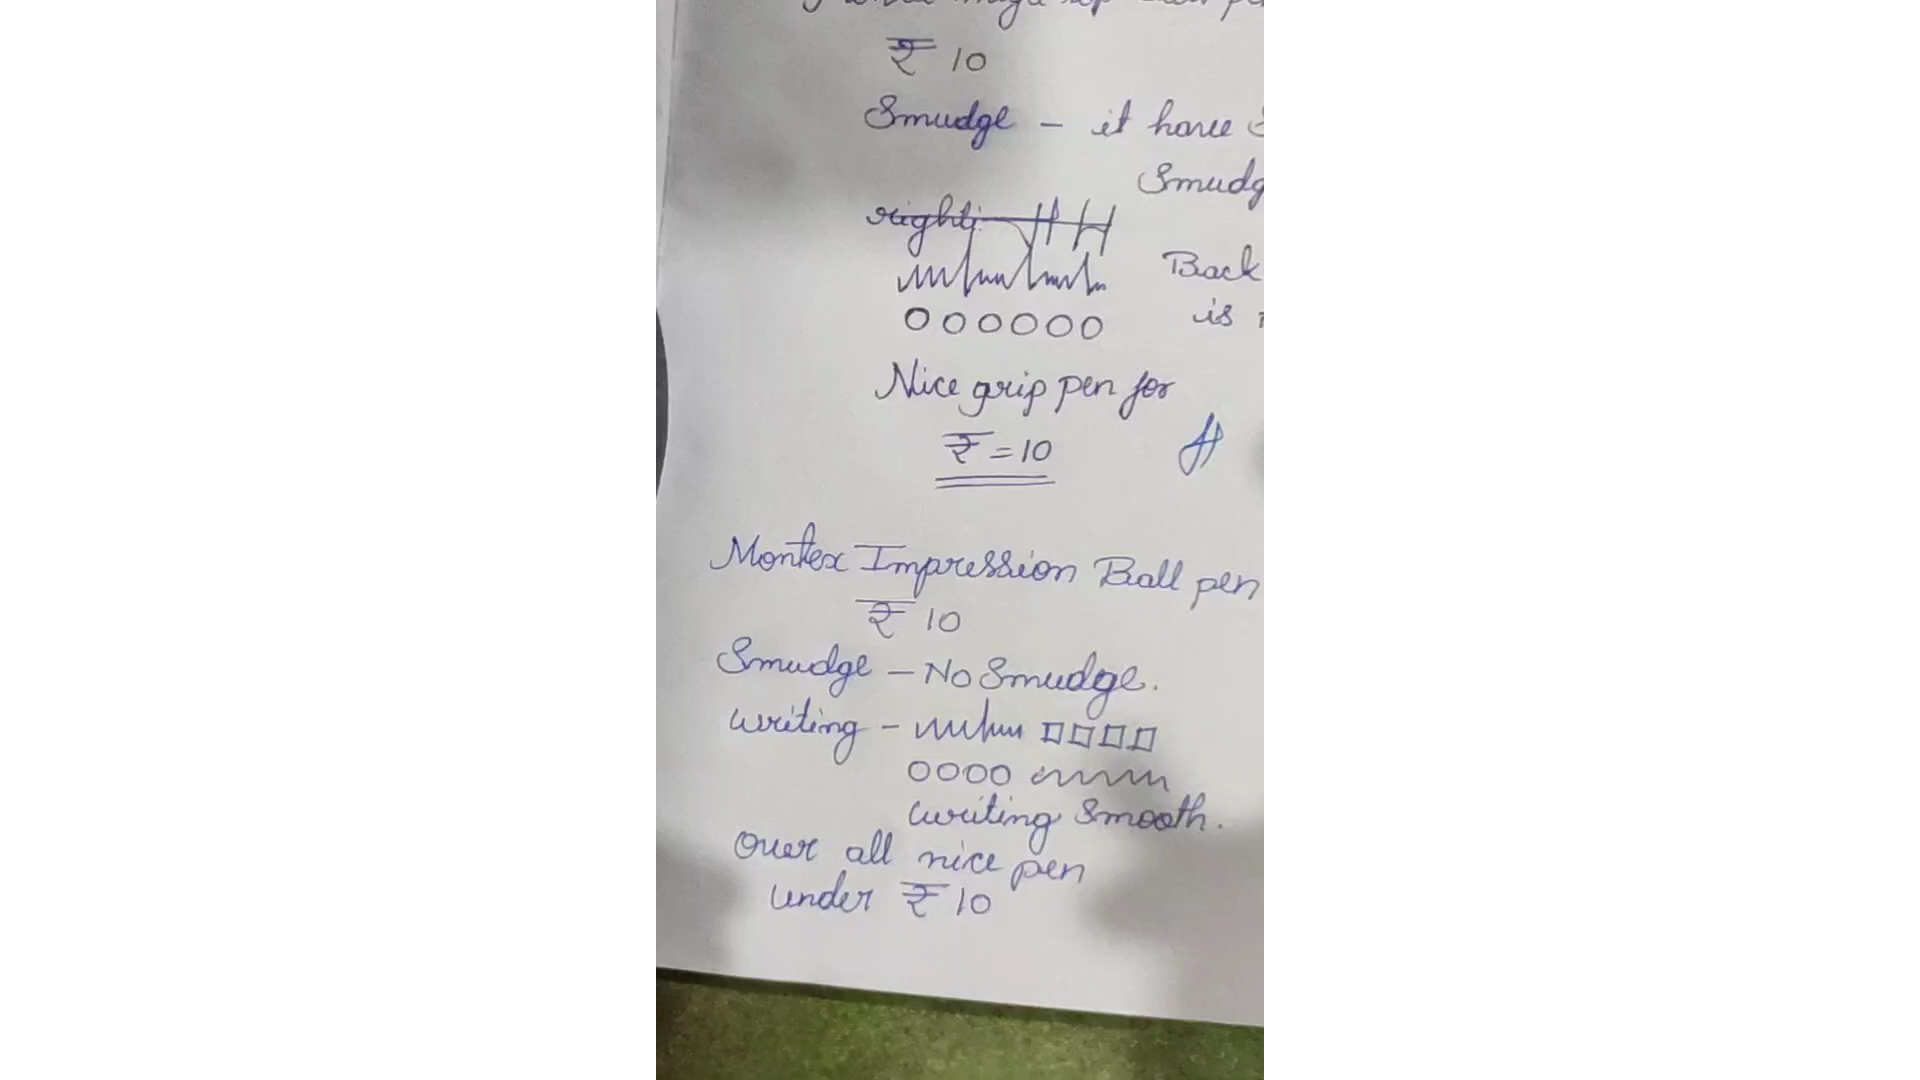 ₹ 10
Smudge - it have
Smudg
Back
is
Nice grip pen for
₹ = 10
Montex Impression Ball pen
₹ 10
Smudge - No Smudge.
writing -
writing Smooth.
Over all nice pen
under ₹ 10